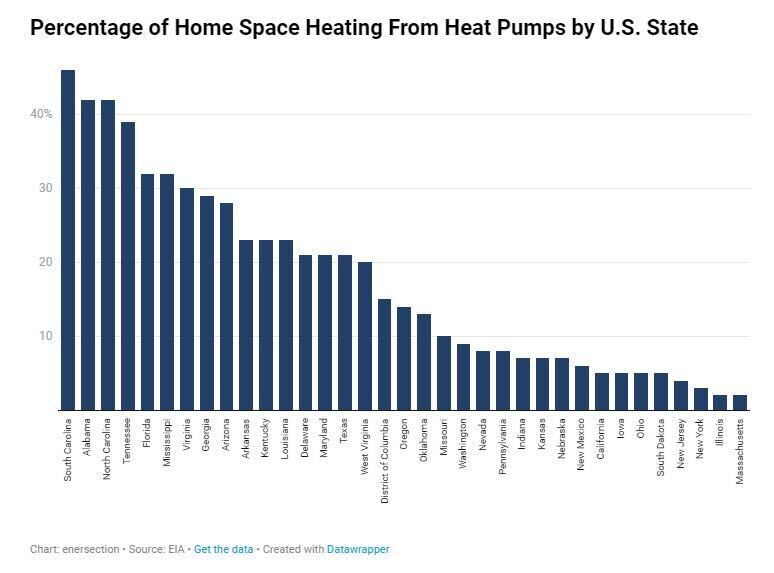 Percentage of Home Space Heating From Heat Pumps by U.S. State
40%
30
20
10
South Carolina
Alabama
North Carolina
Tennessee
Florida
Mississippi
Virginia
Georgia
Arizona
Arkansas
Kentucky
Louisiana
Delaware
Maryland
Texas
West Virginia
District of Columbia
Oregon
Oklahoma
Missouri
Washington
Nevada
Pennsylvania
Indiana
Kansas
Nebraska
New Mexico
California
Iowa
Ohio
South Dakota
New Jersey
New York
Illinois
Massachusetts
Chart: enersection • Source: EIA • Get the data • Created with Datawrapper